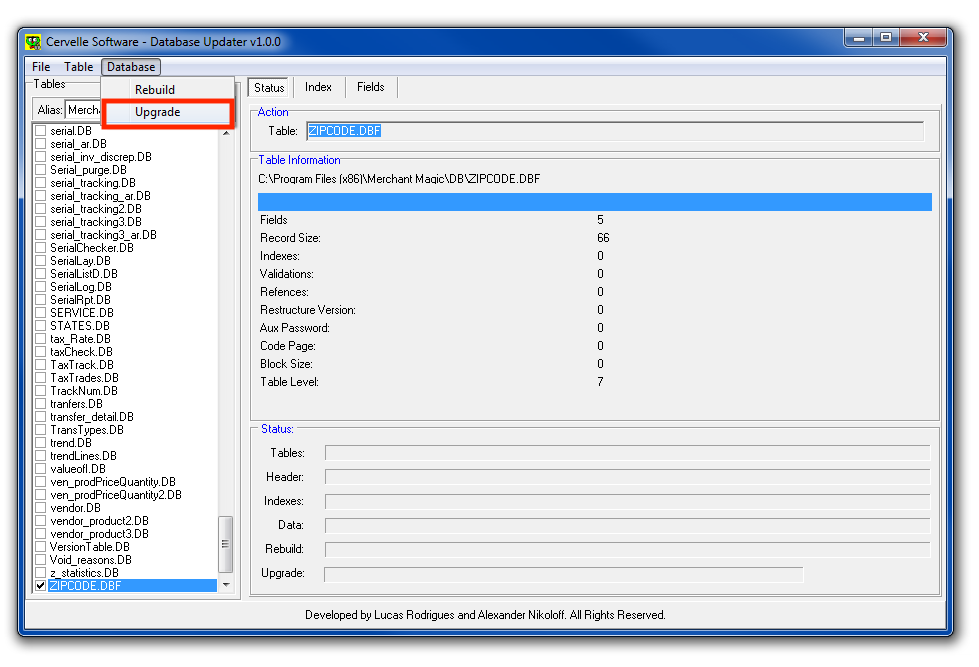 Cervelle Software - Database Updater v1.0.0
File Table Database
Rebuild
Upgrade
Tables
Alias: Mercha
serial.DB
serial_ar.DB
serial_inv_discrep.DB
Serial_purge.DB
serial_tracking.DB
serial_tracking_ar.DB
serial_tracking2.DB
serial_tracking3.DB
serial_tracking3_ar.DB
SerialChecker.DB
SerialLay.DB
SerialListD.DB
SerialLog.DB
SerialRpt.DB
SERVICE.DB
STATES.DB
tax_Rate.DB
taxCheck.DB
TaxTrack.DB
TaxTrades.DB
TrackNum.DB
tranfers.DB
transfer_detail.DB
TransTypes.DB
trend.DB
trendLines.DB
valueofI.DB
ven_prodPriceQuantity.DB
ven_prodPriceQuantity2.DB
vendor.DB
vendor_product2.DB
vendor_product3.DB
VersionTable.DB
Void_reasons.DB
z_statistics.DB
ZIPCODE.DBF
Status Index Fields
Action
Table: ZIPCODE.DBF
Table Information
C:\Program Files (x86)\Merchant Magic\DB\ZIPCODE.DBF
Fields 5
Record Size: 66
Indexes: 0
Validations: 0
Refences: 0
Restructure Version: 0
Aux Password: 0
Code Page: 0
Block Size: 0
Table Level: 7
Status:
Tables:
Header:
Indexes:
Data:
Rebuild:
Upgrade:
Developed by Lucas Rodrigues and Alexander Nikoloff. All Rights Reserved.